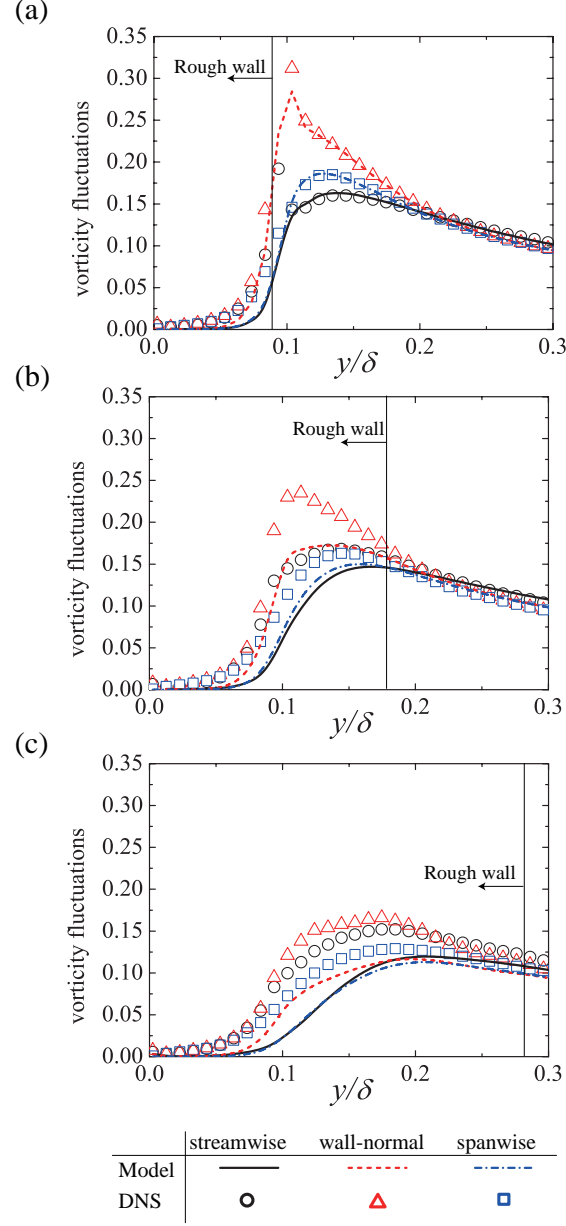 (a)
0.35
0.30
0.25
0.20
0.15
0.10
0.05
0.00
vorticity fluctuations
Rough wall
0.0 0.1 0.2 0.3
y/δ
(b)
0.35
0.30
0.25
0.20
0.15
0.10
0.05
0.00
vorticity fluctuations
Rough wall
0.0 0.1 0.2 0.3
y/δ
(c)
0.35
0.30
0.25
0.20
0.15
0.10
0.05
0.00
vorticity fluctuations
Rough wall
0.0 0.1 0.2 0.3
y/δ
streamwise wall-normal spanwise
Model
DNS